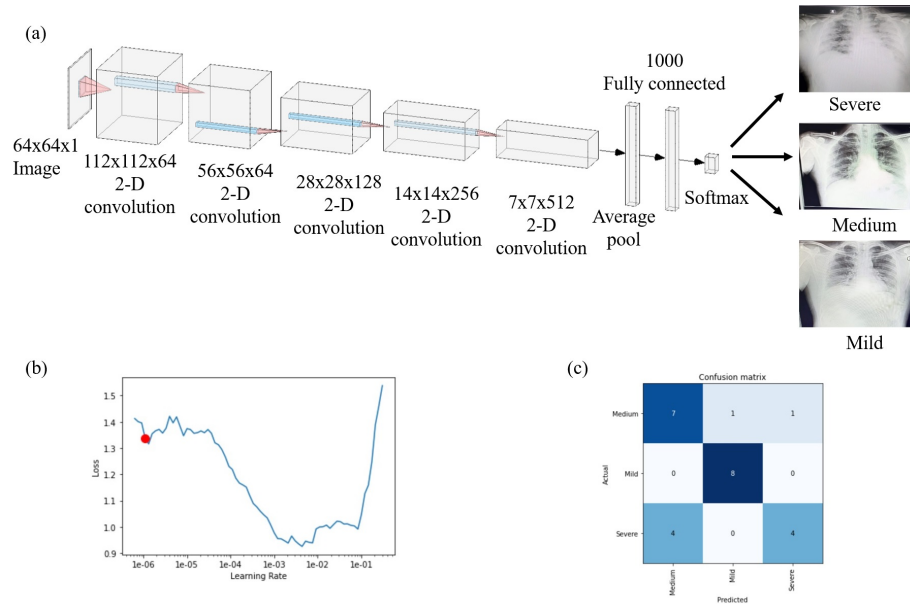 (a)
64x64x1
Image
112x112x64
2-D
convolution
56x56x64
2-D
convolution
28x28x128
2-D
convolution
14x14x256
2-D
convolution
7x7x512
2-D
convolution
Average
pool
1000
Fully connected
Softmax
Severe
Medium
Mild
(b)
1.5
1.4
1.3
1.2
1.1
1.0
0.9
Loss
1e-06
1e-05
1e-04
1e-03
1e-02
1e-01
Learning Rate
(c)
Confusion matrix
Actual
Medium
7
1
1
Mild
0
8
0
Severe
4
0
4
Medium
Mild
Severe
Predicted